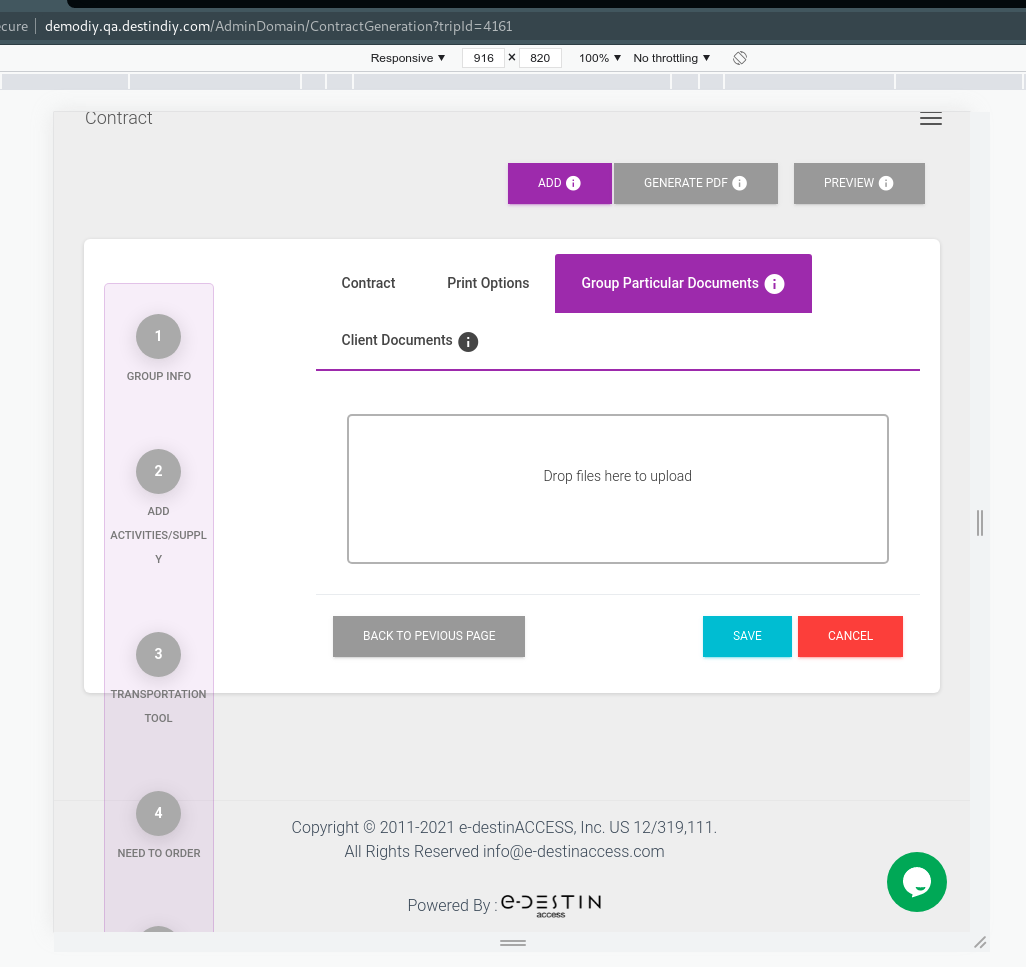 cure demodiy.qa.destindiy.com/AdminDomain/ContractGeneration?tripId=4161
Responsive ▼ 916 × 820 100% ▼ No throttling ▼
Contract
ADD i GENERATE PDF i PREVIEW i
Contract Print Options Group Particular Documents i
Client Documents i
1
GROUP INFO
2
ADD
ACTIVITIES/SUPPL
Y
3
TRANSPORTATION
TOOL
4
NEED TO ORDER
Drop files here to upload
BACK TO PEVIOUS PAGE SAVE CANCEL
Copyright © 2011-2021 e-destinACCESS, Inc. US 12/319,111.
All Rights Reserved info@e-destinaccess.com
Powered By : e-DESTIN
access